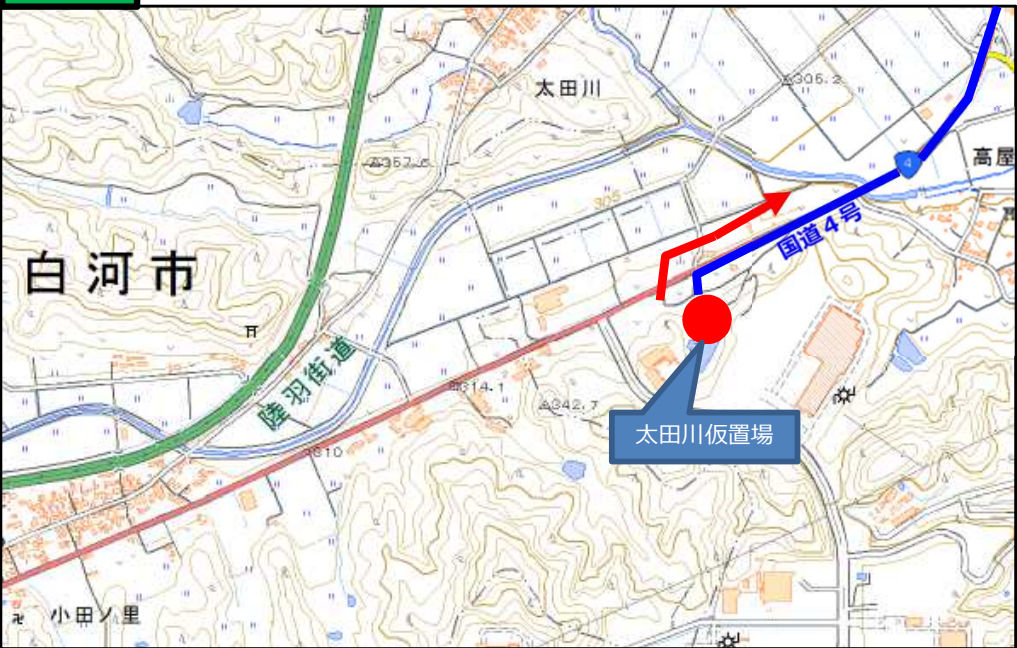 太田川
306.2
高屋
4
357.6
305
国道4号
白河市
陸羽街道
314.1
342.7
太田川仮置場
310
小田ノ里